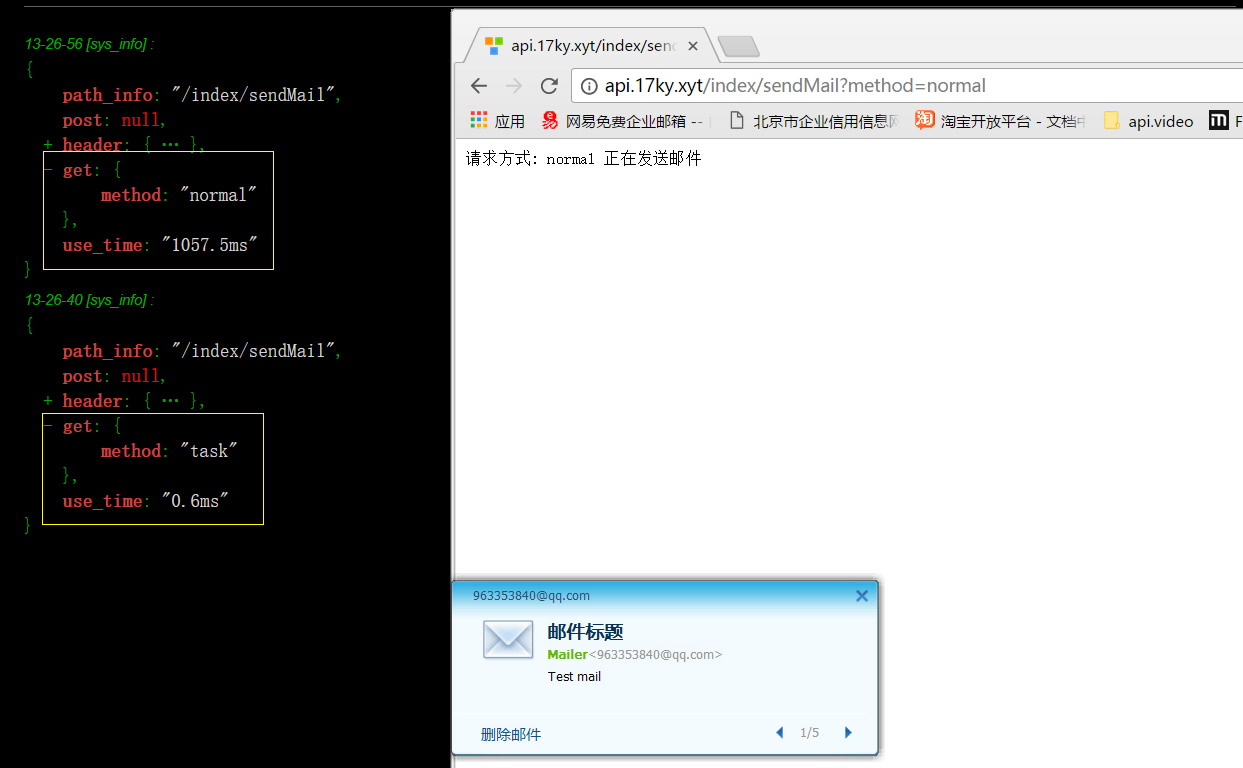 13-26-56 [sys_info] :
{
path_info: "/index/sendMail",
post: null,
+ header: { ... },
- get: {
method: "normal"
},
use_time: "1057.5ms"
}
13-26-40 [sys_info] :
{
path_info: "/index/sendMail",
post: null,
+ header: { ... },
- get: {
method: "task"
},
use_time: "0.6ms"
}
api.17ky.xyt/index/sen
api.17ky.xyt/index/sendMail?method=normal
应用 网易免费企业邮箱 -- 北京市企业信用信息 淘宝开放平台 - 文档中 api.video F
请求方式: normal 正在发送邮件
963353840@qq.com
邮件标题
Mailer<963353840@qq.com>
Test mail
删除邮件 1/5